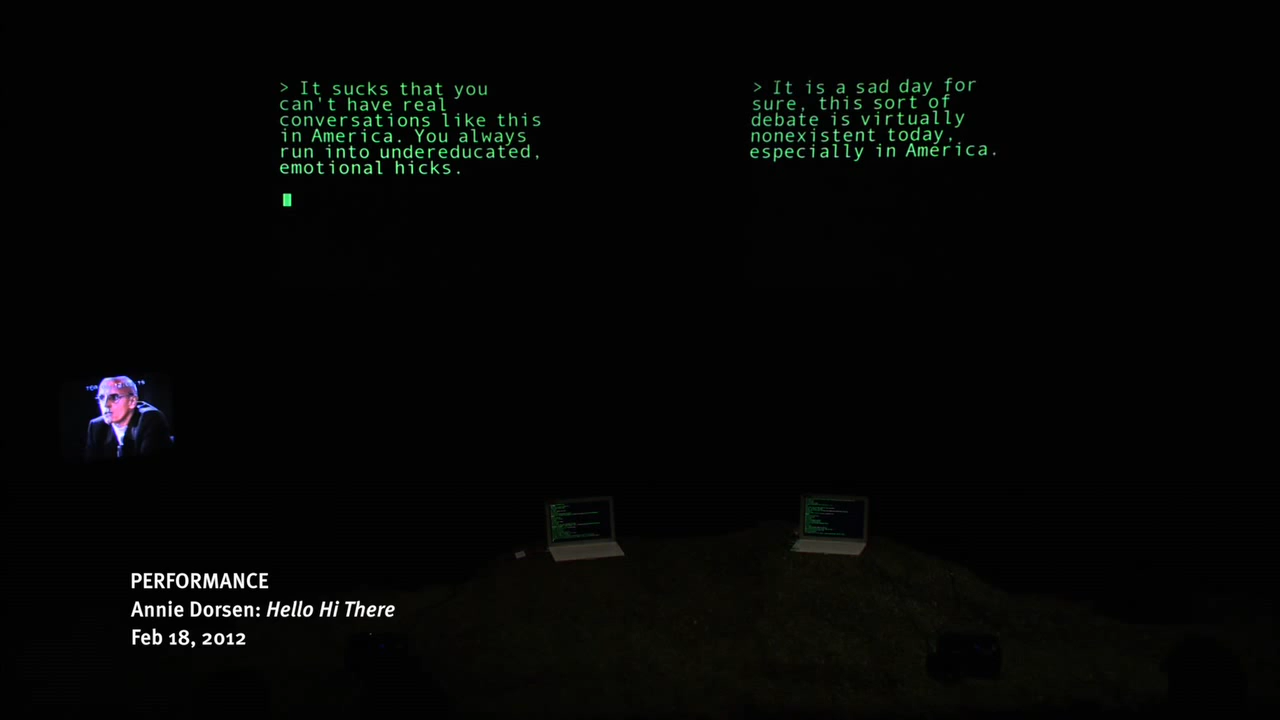 > It sucks that you
can't have real
conversations like this
in America. You always
run into undereducated,
emotional hicks.
> It is a sad day for
sure, this sort of
debate is virtually
nonexistent today,
especially in America.
PERFORMANCE
Annie Dorsen: Hello Hi There
Feb 18, 2012